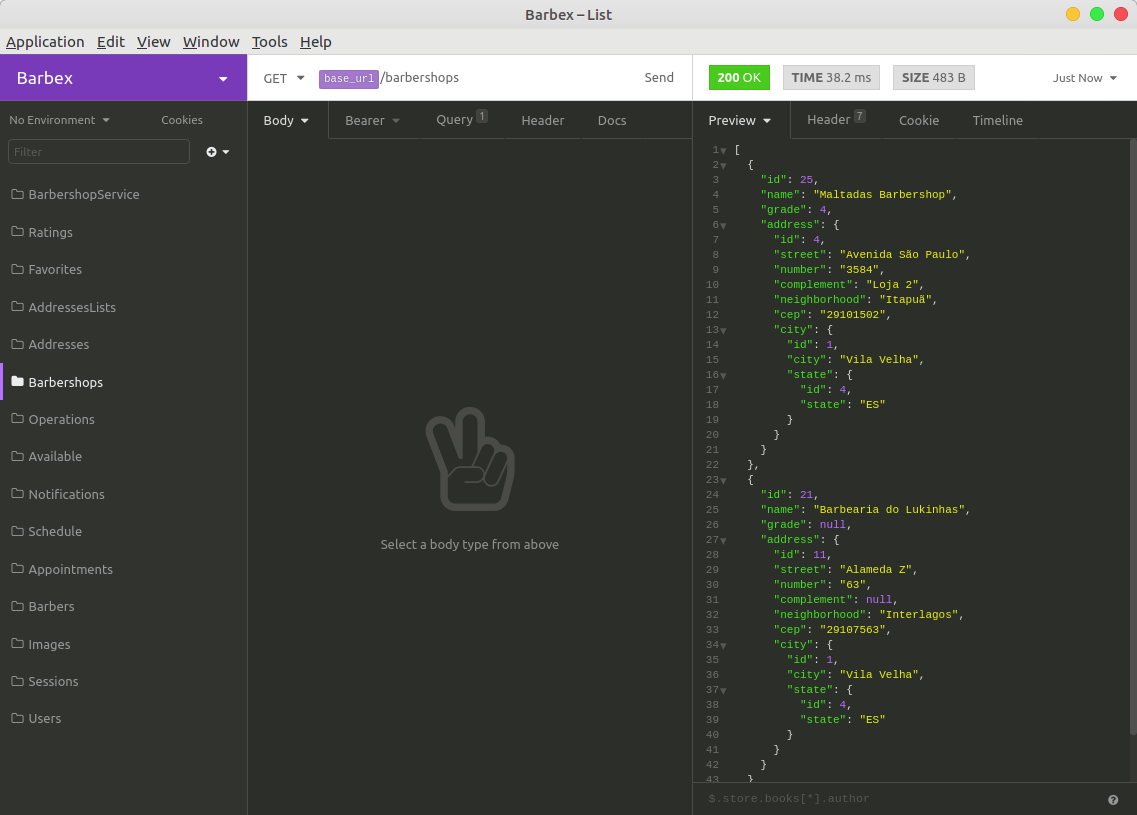 Barbex – List
Application Edit View Window Tools Help
Barbex
GET base_url/barbershops Send
200 OK TIME 38.2 ms SIZE 483 B Just Now
No Environment Cookies
Body Bearer Query 1 Header Docs
Preview Header 7 Cookie Timeline
Filter
BarbershopService
Ratings
Favorites
AddressesLists
Addresses
Barbershops
Operations
Available
Notifications
Schedule
Appointments
Barbers
Images
Sessions
Users
Select a body type from above
1 [
2 {
3 "id": 25,
4 "name": "Maltadas Barbershop",
5 "grade": 4,
6 "address": {
7 "id": 4,
8 "street": "Avenida São Paulo",
9 "number": "3584",
10 "complement": "Loja 2",
11 "neighborhood": "Itapuã",
12 "cep": "29101502",
13 "city": {
14 "id": 1,
15 "city": "Vila Velha",
16 "state": {
17 "id": 4,
18 "state": "ES"
19 }
20 }
21 }
22 },
23 {
24 "id": 21,
25 "name": "Barbearia do Lukinhas",
26 "grade": null,
27 "address": {
28 "id": 11,
29 "street": "Alameda Z",
30 "number": "63",
31 "complement": null,
32 "neighborhood": "Interlagos",
33 "cep": "29107563",
34 "city": {
35 "id": 1,
36 "city": "Vila Velha",
37 "state": {
38 "id": 4,
39 "state": "ES"
40 }
41 }
42 }
43 }
$.store.books[*].author